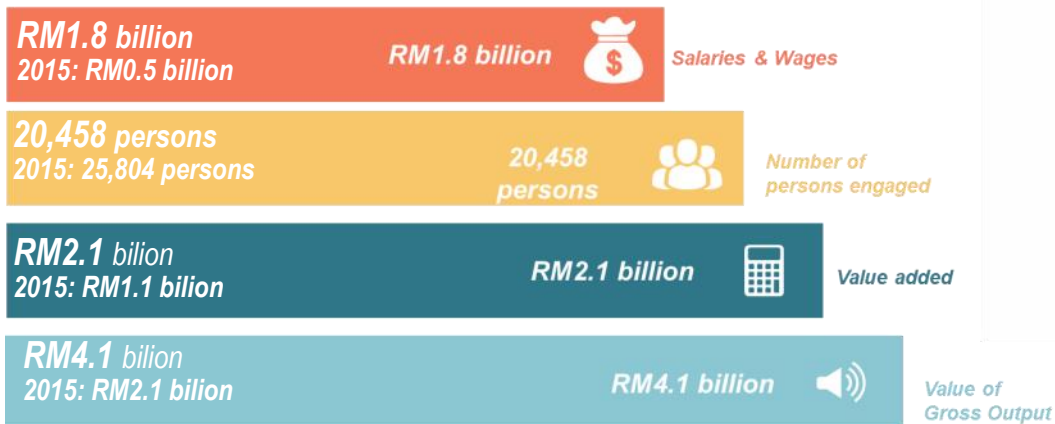 RM1.8 billion
2015: RM0.5 billion
RM1.8 billion
$
Salaries & Wages
20,458 persons
2015: 25,804 persons
20,458
persons
Number of
persons engaged
RM2.1 bilion
2015: RM1.1 bilion
RM2.1 billion
Value added
RM4.1 bilion
2015: RM2.1 bilion
RM4.1 billion
Value of
Gross Output